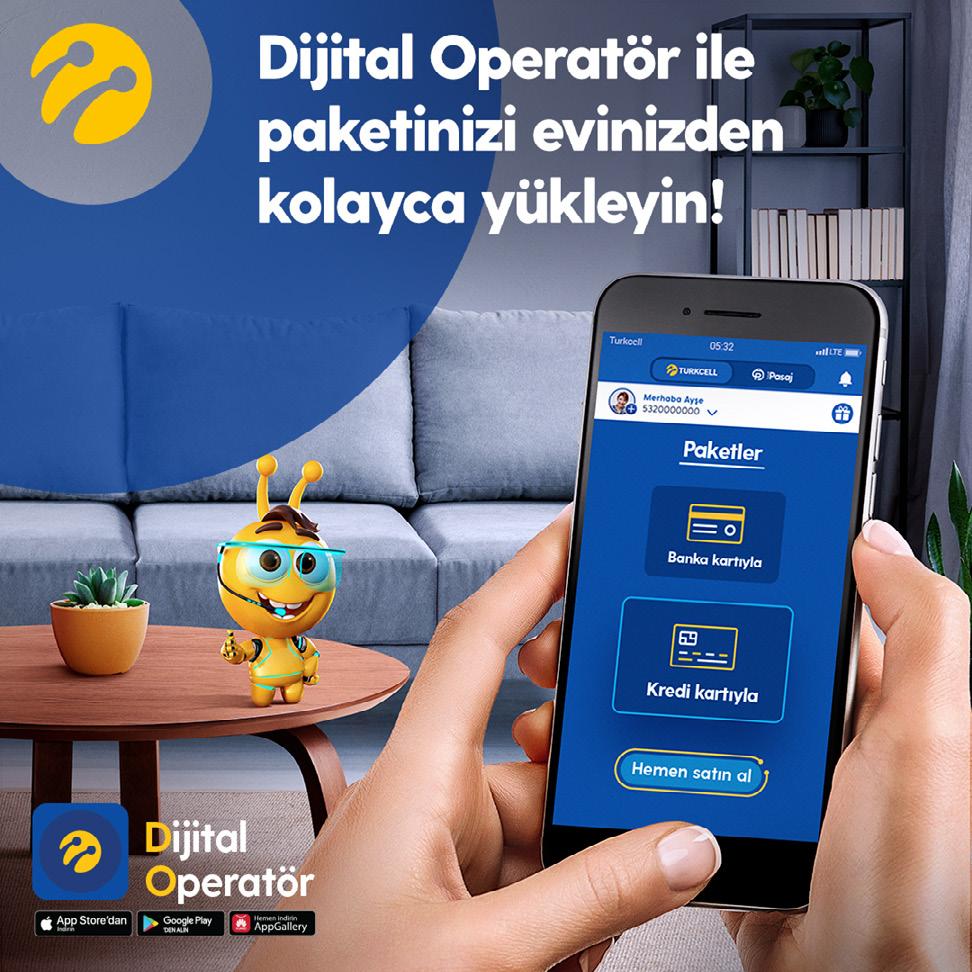 Dijital Operatör ile
paketinizi evinizden
kolayca yükleyin!
Turkcell 05:32 LTE
TURKCELL Pasaj
Merhaba Ayşe
5320000000
Paketler
Banka kartıyla
Kredi kartıyla
Hemen satın al
Dijital
Operatör
App Store'dan
indirin
Google Play
'DEN ALIN
Hemen indirin
AppGallery